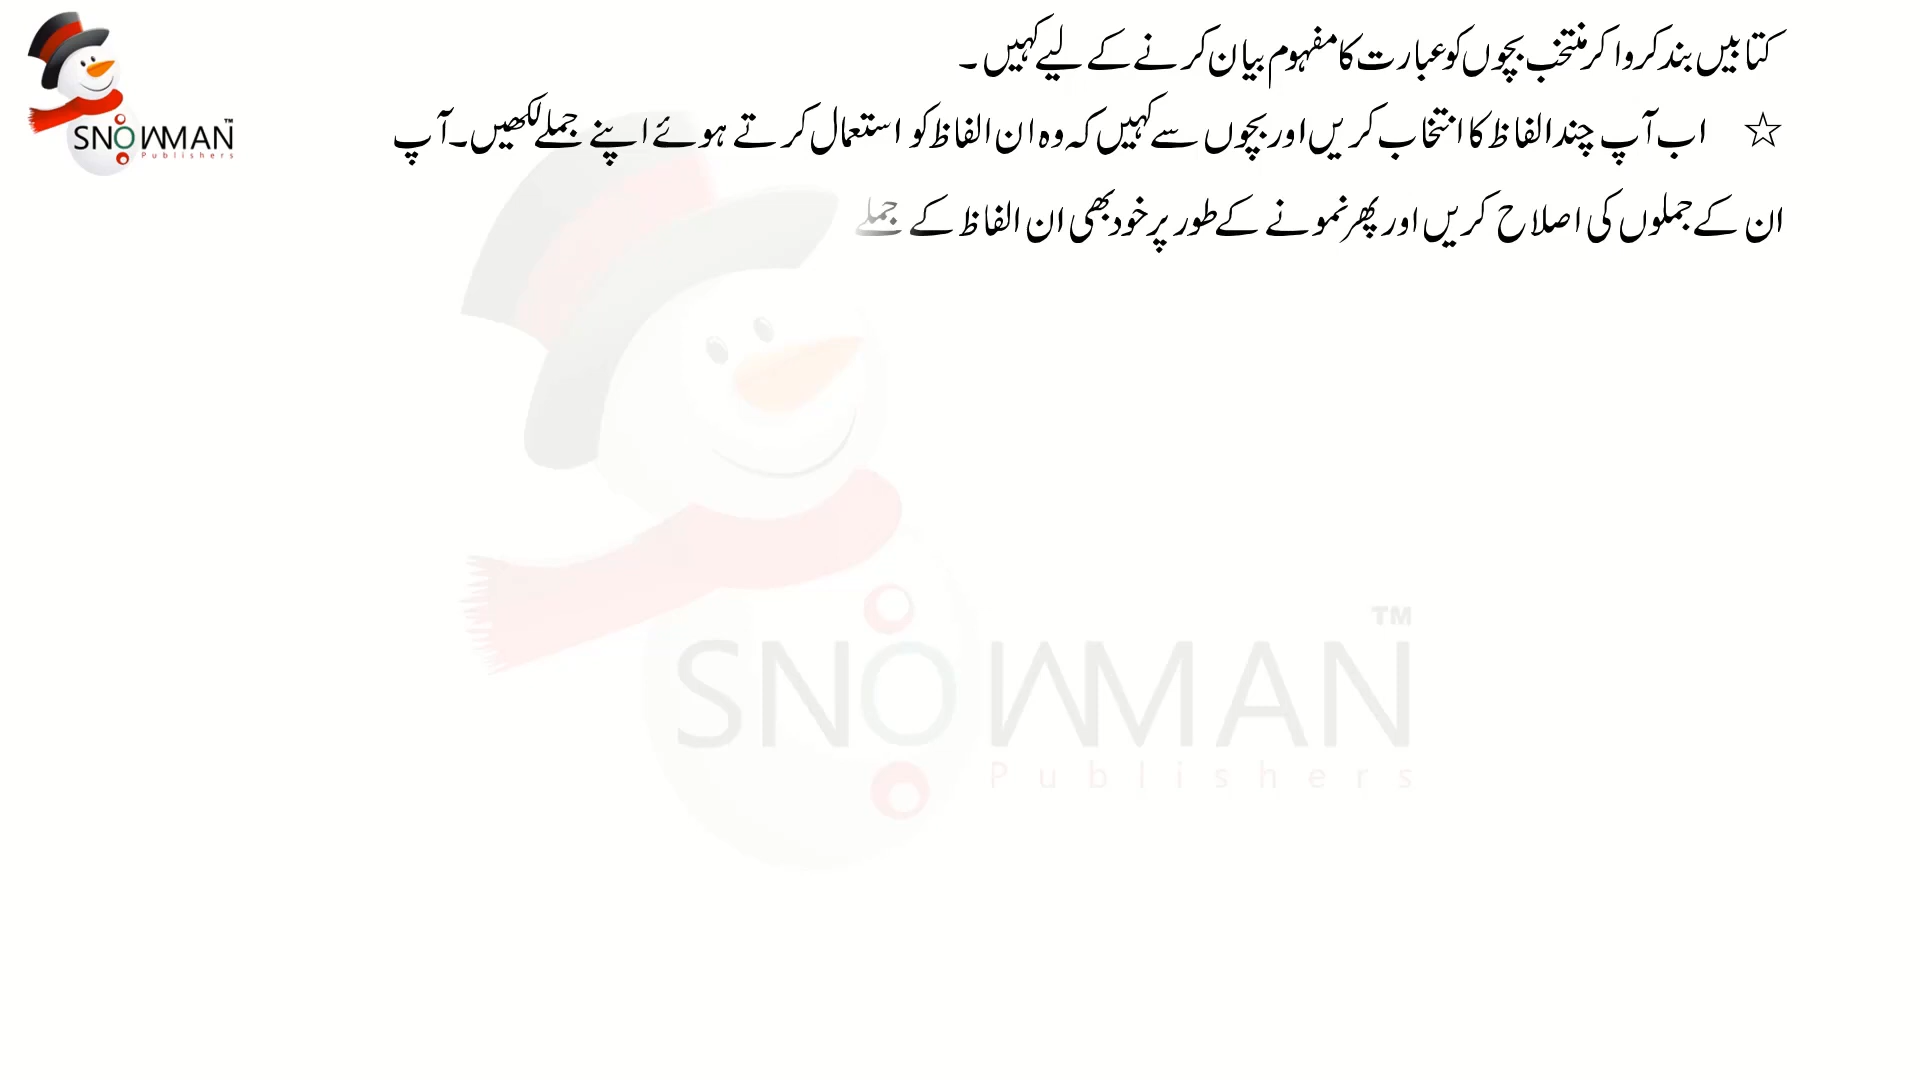 SNOWMAN™
Publishers
کتابیں بند کروا کر منتخب بچوں کو عبارت کا مفہوم بیان کرنے کے لیے کہیں ۔
☆ اب آپ چند الفاظ کا انتخاب کریں اور بچوں سے کہیں کہ وہ ان الفاظ کو استعمال کرتے ہوئے اپنے جملے لکھیں۔ آپ
ان کے جملوں کی اصلاح کریں اور پھر نمونے کے طور پر خود بھی ان الفاظ کے جملے
SNOWMAN™
Publishers